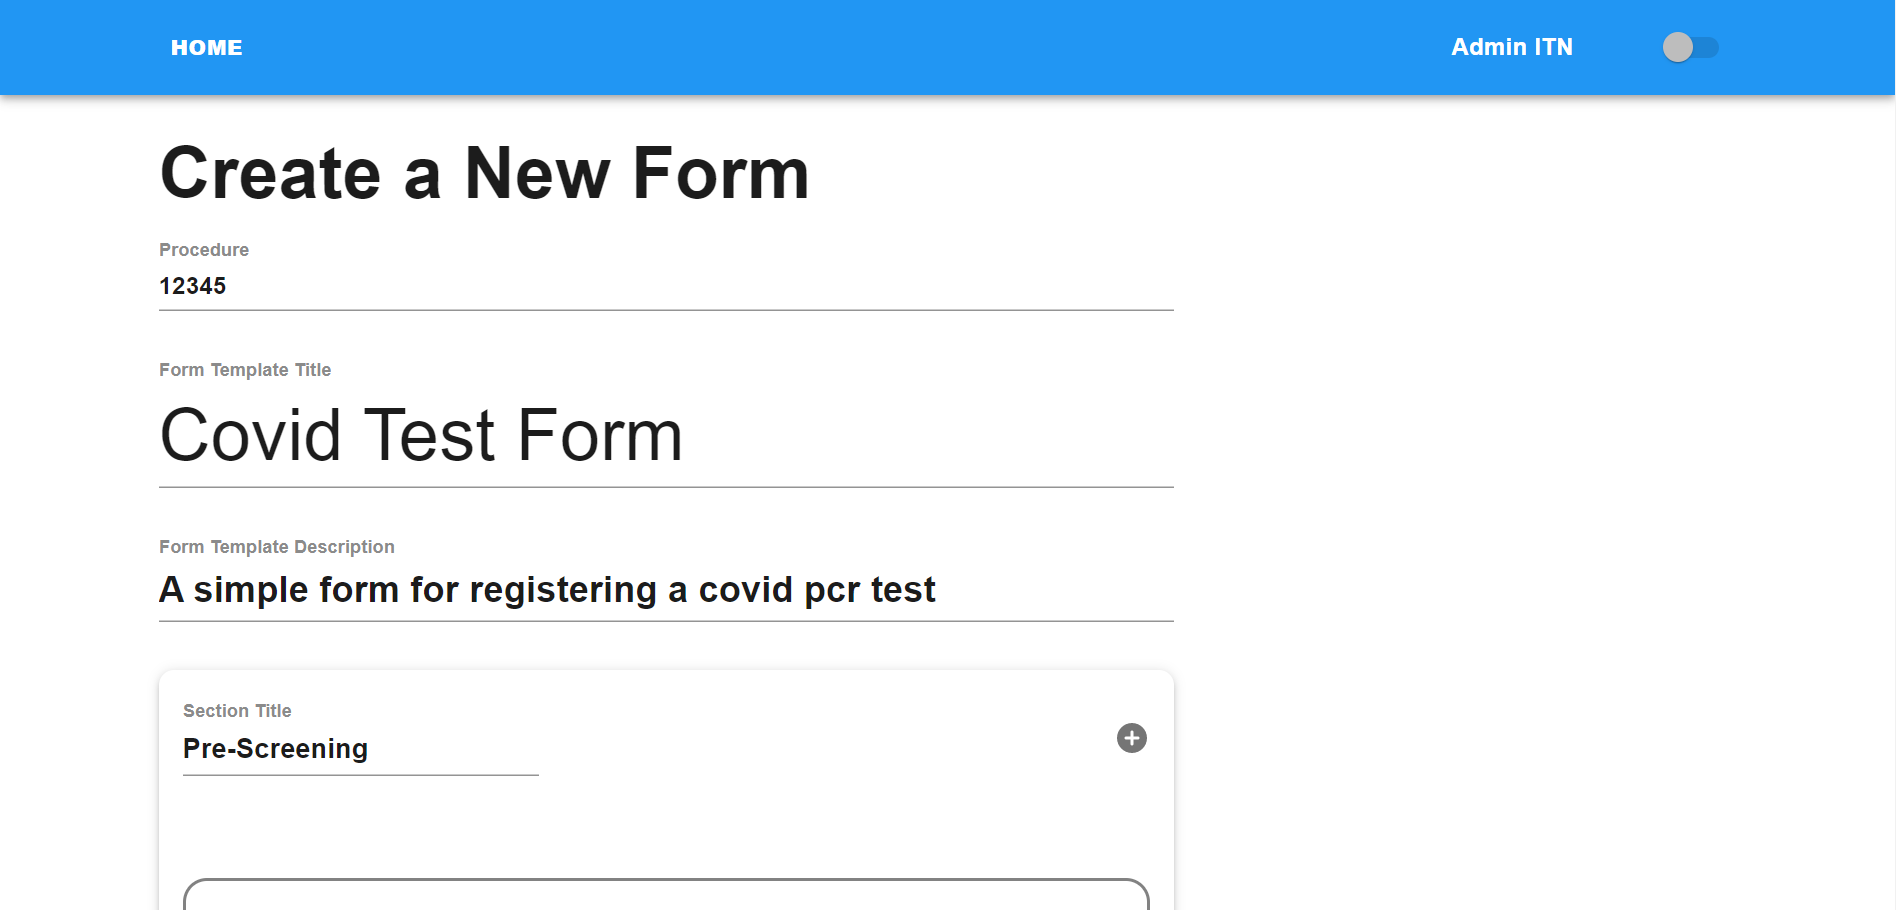 HOME
Admin ITN
Create a New Form
Procedure
12345
Form Template Title
Covid Test Form
Form Template Description
A simple form for registering a covid pcr test
Section Title
Pre-Screening